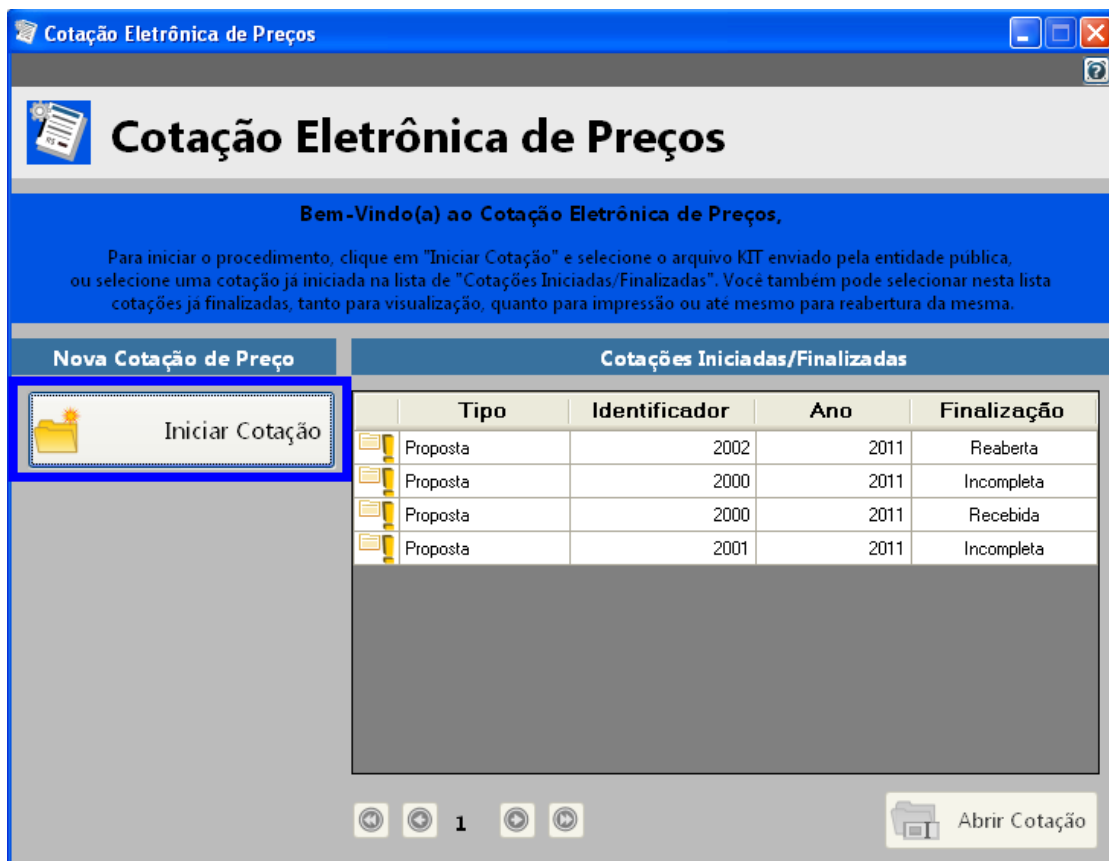 Cotação Eletrônica de Preços
Cotação Eletrônica de Preços
Bem-Vindo(a) ao Cotação Eletrônica de Preços,
Para iniciar o procedimento, clique em "Iniciar Cotação" e selecione o arquivo KIT enviado pela entidade pública,
ou selecione uma cotação já iniciada na lista de "Cotações Iniciadas/Finalizadas". Você também pode selecionar nesta lista
cotações já finalizadas, tanto para visualização, quanto para impressão ou até mesmo para reabertura da mesma.
Nova Cotação de Preço
Iniciar Cotação
Cotações Iniciadas/Finalizadas
Tipo Identificador Ano Finalização
Proposta 2002 2011 Reaberta
Proposta 2000 2011 Incompleta
Proposta 2000 2011 Recebida
Proposta 2001 2011 Incompleta
1
Abrir Cotação